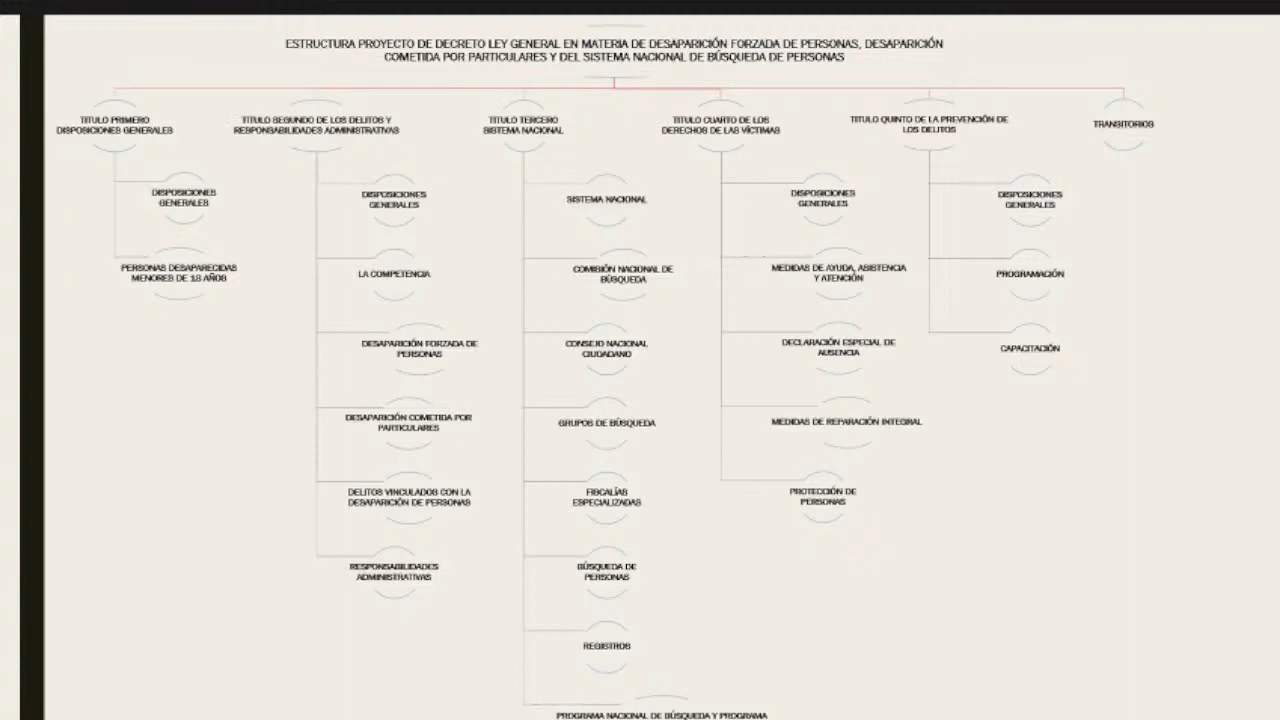 ESTRUCTURA PROYECTO DE DECRETO LEY GENERAL EN MATERIA DE DESAPARICIÓN FORZADA DE PERSONAS, DESAPARICIÓN
COMETIDA POR PARTICULARES Y DEL SISTEMA NACIONAL DE BÚSQUEDA DE PERSONAS
TITULO PRIMERO
DISPOSICIONES GENERALES
DISPOSICIONES
GENERALES
PERSONAS DESAPARECIDAS
MENORES DE 18 AÑOS
TITULO SEGUNDO DE LOS DELITOS Y
RESPONSABILIDADES ADMINISTRATIVAS
DISPOSICIONES
GENERALES
LA COMPETENCIA
DESAPARICIÓN FORZADA DE
PERSONAS
DESAPARICIÓN COMETIDA POR
PARTICULARES
DELITOS VINCULADOS CON LA
DESAPARICIÓN DE PERSONAS
RESPONSABILIDADES
ADMINISTRATIVAS
TITULO TERCERO
SISTEMA NACIONAL
SISTEMA NACIONAL
COMISIÓN NACIONAL DE
BÚSQUEDA
CONSEJO NACIONAL
CIUDADANO
GRUPOS DE BÚSQUEDA
FISCALÍAS
ESPECIALIZADAS
BÚSQUEDA DE
PERSONAS
REGISTROS
PROGRAMA NACIONAL DE BÚSQUEDA Y PROGRAMA
TITULO CUARTO DE LOS
DERECHOS DE LAS VÍCTIMAS
DISPOSICIONES
GENERALES
MEDIDAS DE AYUDA, ASISTENCIA
Y ATENCIÓN
DECLARACIÓN ESPECIAL DE
AUSENCIA
MEDIDAS DE REPARACIÓN INTEGRAL
PROTECCIÓN DE
PERSONAS
TITULO QUINTO DE LA PREVENCIÓN DE
LOS DELITOS
DISPOSICIONES
GENERALES
PROGRAMACIÓN
CAPACITACIÓN
TRANSITORIOS